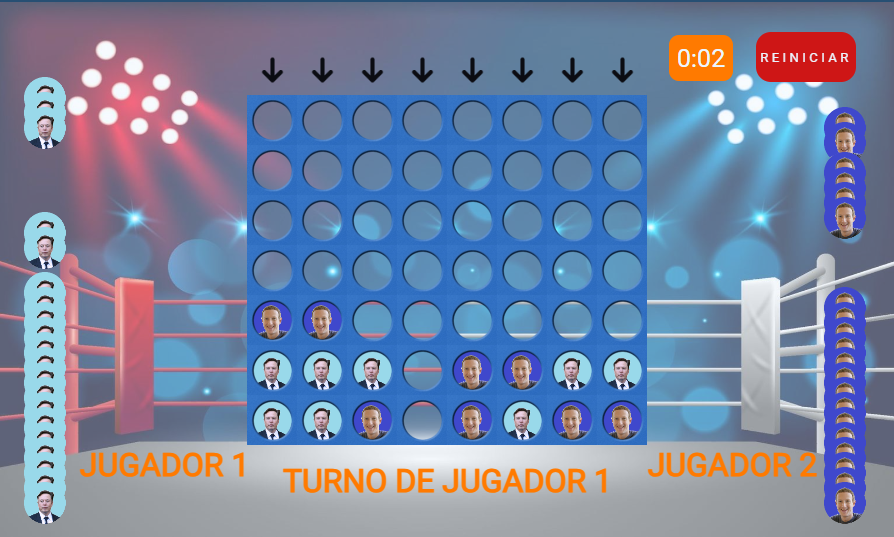 0:02
REINICIAR
JUGADOR 1
TURNO DE JUGADOR 1
JUGADOR 2